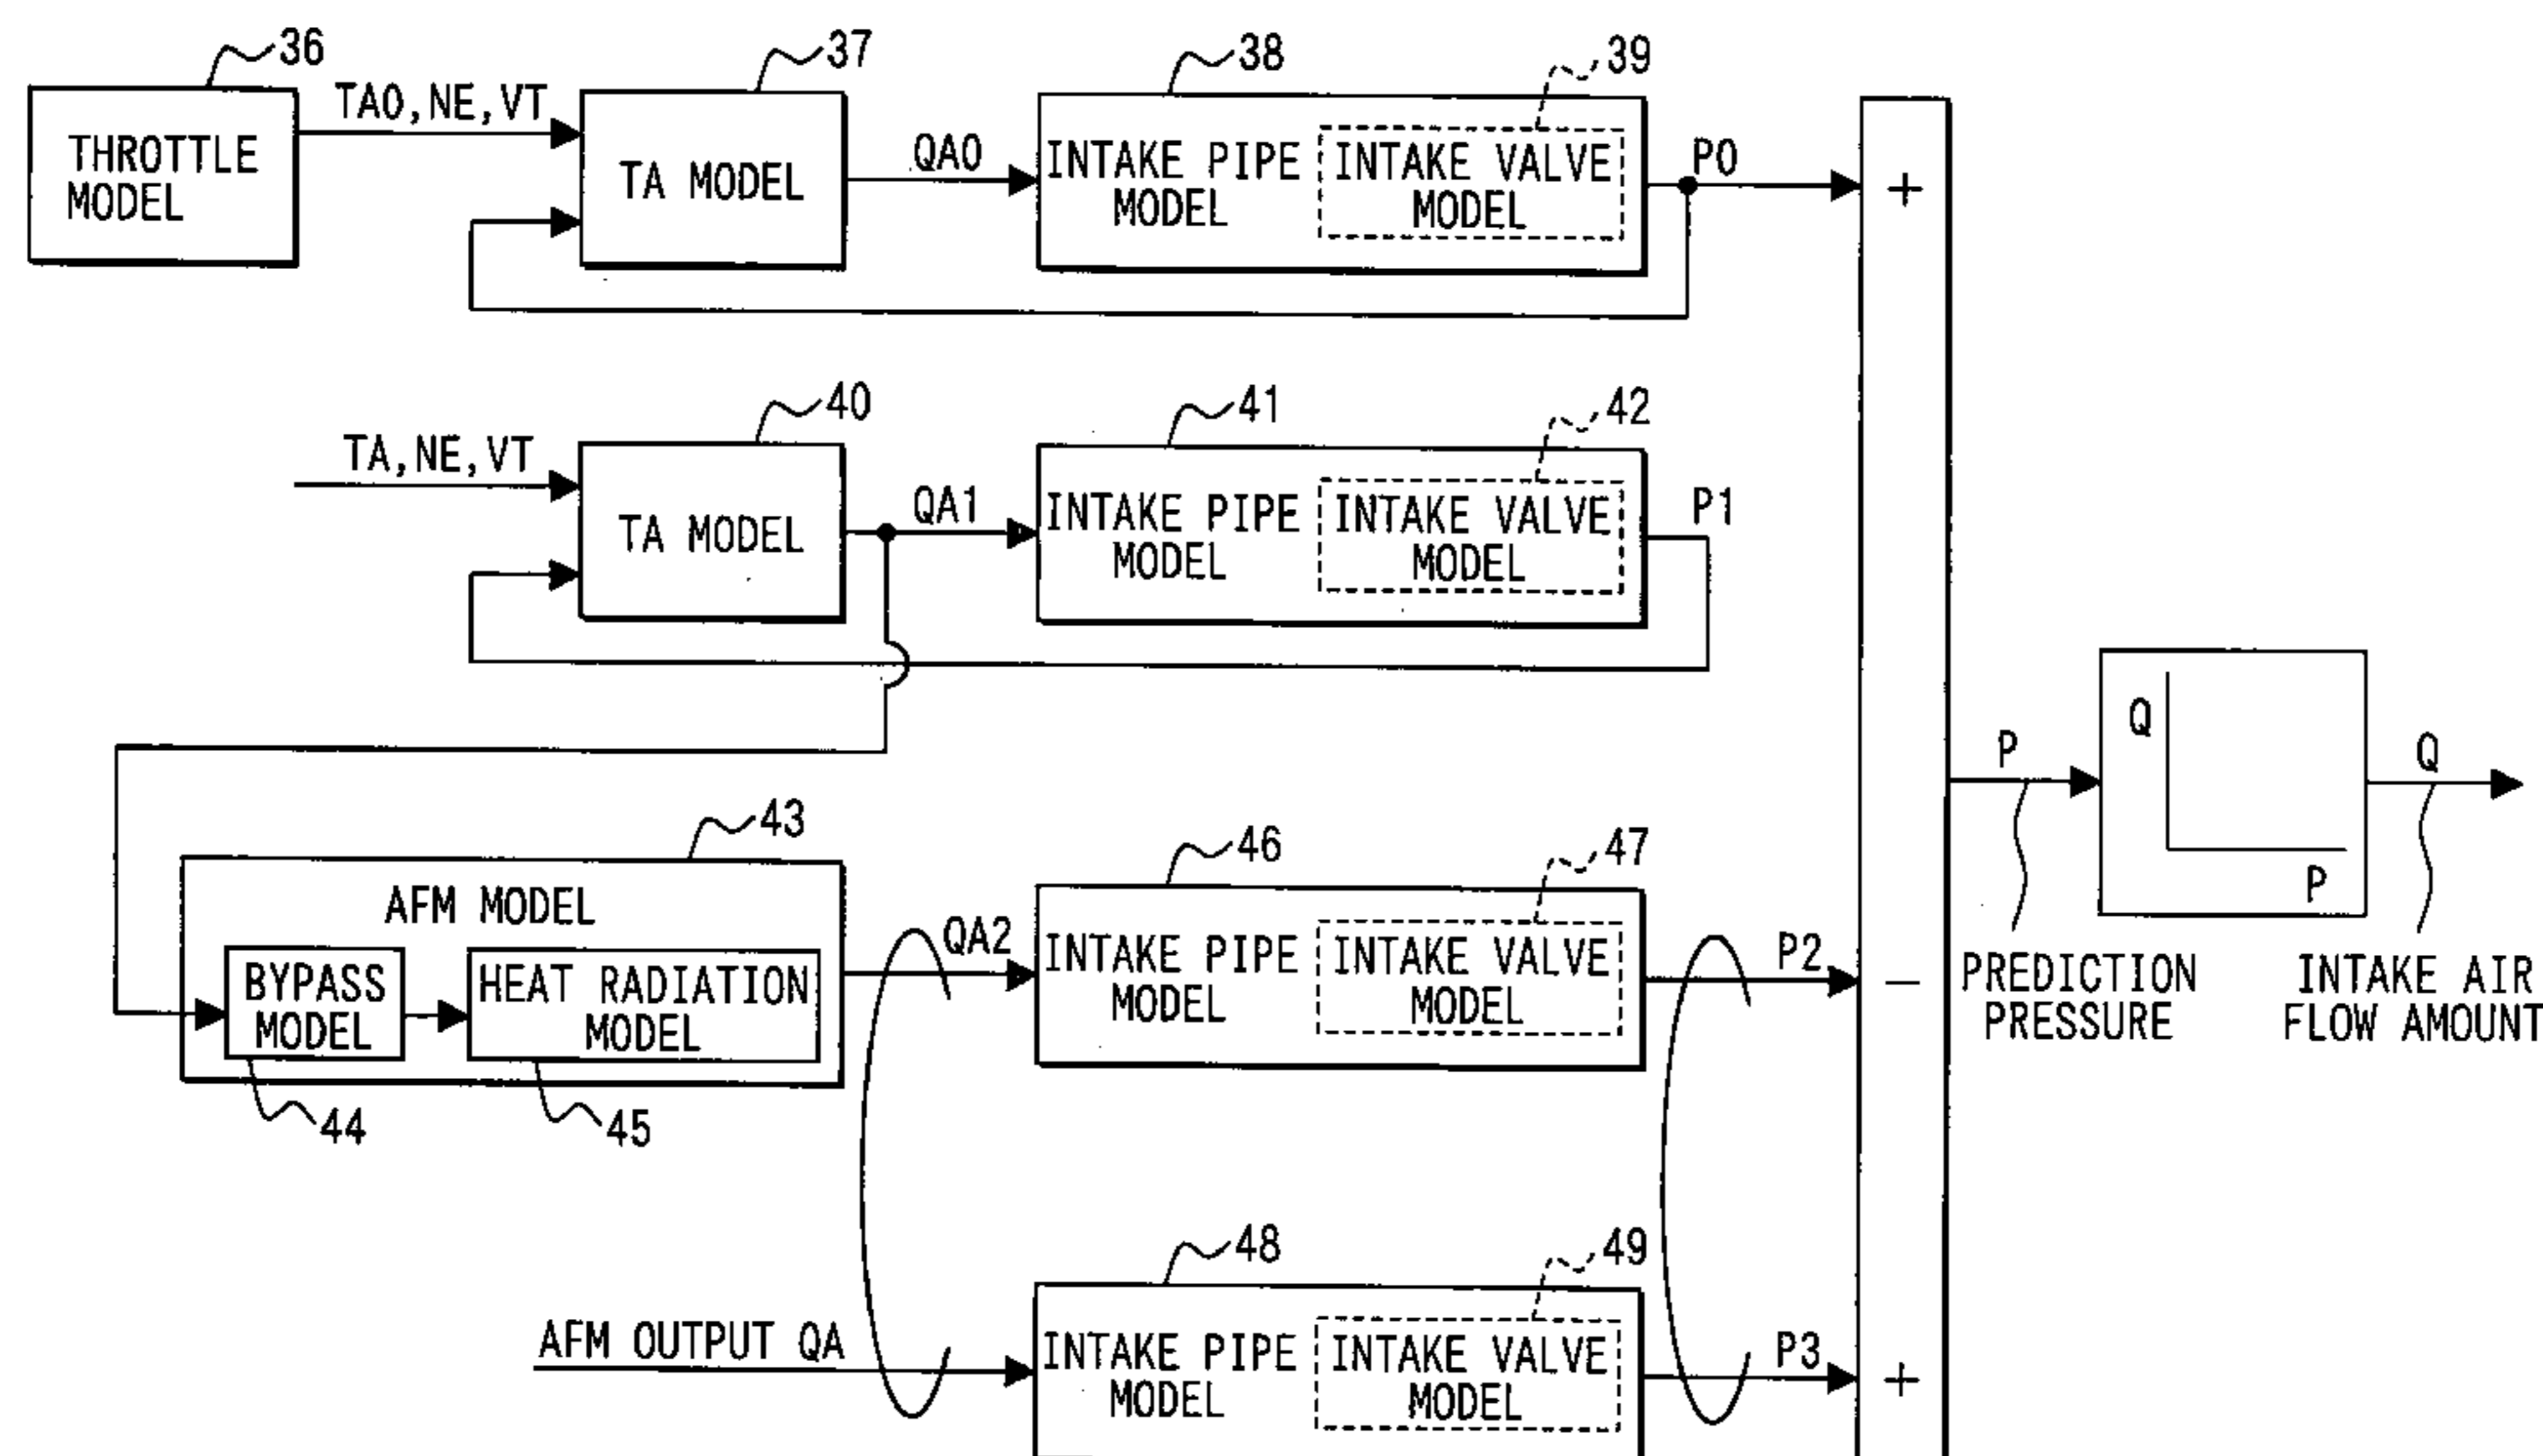 36
37
38
39
THROTTLE
MODEL
TA0, NE, VT
TA MODEL
QA0
INTAKE PIPE
MODEL
INTAKE VALVE
MODEL
P0
+
40
41
42
TA, NE, VT
TA MODEL
QA1
INTAKE PIPE
MODEL
INTAKE VALVE
MODEL
P1
43
AFM MODEL
BYPASS
MODEL
HEAT RADIATION
MODEL
44
45
46
47
QA2
INTAKE PIPE
MODEL
INTAKE VALVE
MODEL
P2
−
48
49
AFM OUTPUT QA
INTAKE PIPE
MODEL
INTAKE VALVE
MODEL
P3
+
P
Q
P
Q
PREDICTION
PRESSURE
INTAKE AIR
FLOW AMOUNT